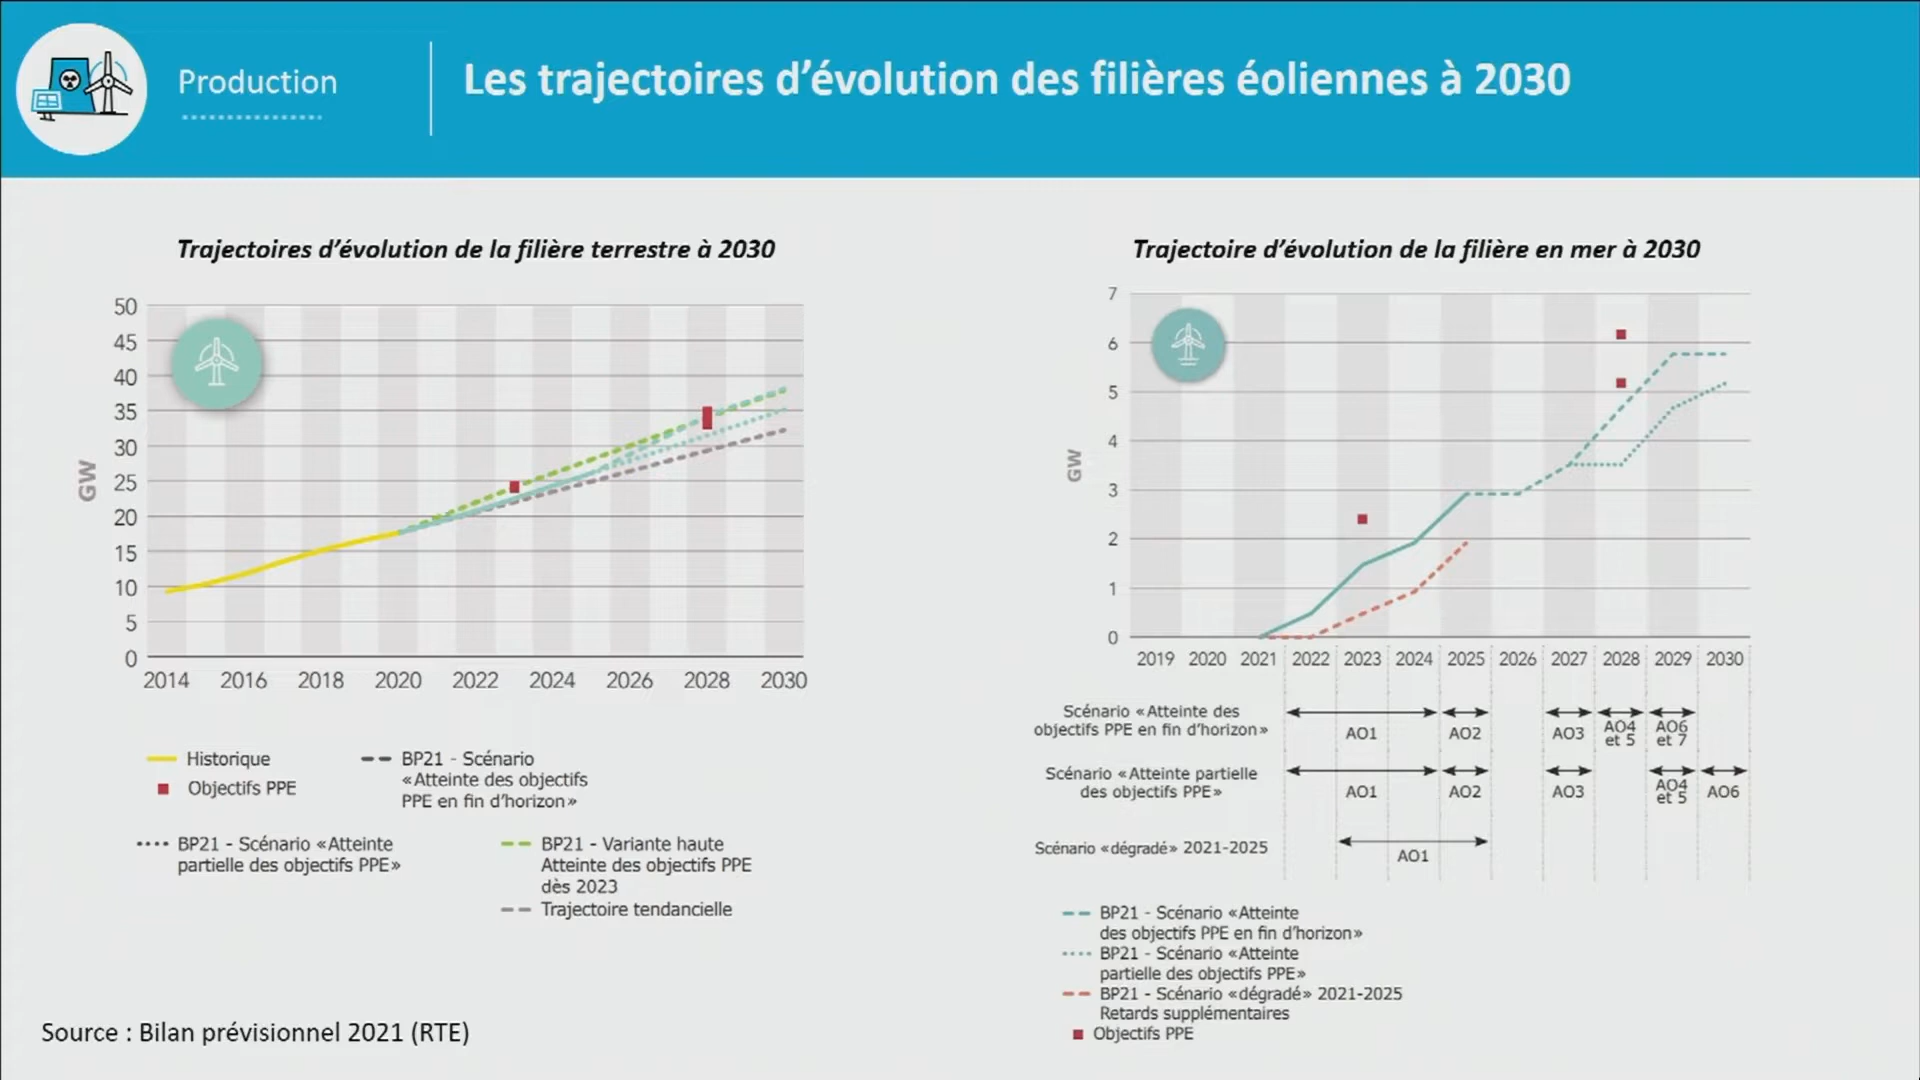 Production
Les trajectoires d’évolution des filières éoliennes à 2030
Trajectoires d’évolution de la filière terrestre à 2030
50
45
40
35
30
25
20
15
10
5
0
GW
2014 2016 2018 2020 2022 2024 2026 2028 2030
Historique
Objectifs PPE
BP21 - Scénario
«Atteinte des objectifs
PPE en fin d’horizon»
BP21 - Scénario «Atteinte
partielle des objectifs PPE»
BP21 - Variante haute
Atteinte des objectifs PPE
dès 2023
Trajectoire tendancielle
Source : Bilan prévisionnel 2021 (RTE)
Trajectoire d’évolution de la filière en mer à 2030
7
6
5
4
3
2
1
0
GW
2019 2020 2021 2022 2023 2024 2025 2026 2027 2028 2029 2030
Scénario «Atteinte des
objectifs PPE en fin d’horizon»
AO1 AO2 AO3 AO4 AO6
et 5 et 7
Scénario «Atteinte partielle
des objectifs PPE»
AO1 AO2 AO3 AO4 AO6
et 5
Scénario «dégradé» 2021-2025
AO1
BP21 - Scénario «Atteinte
des objectifs PPE en fin d’horizon»
BP21 - Scénario «Atteinte
partielle des objectifs PPE»
BP21 - Scénario «dégradé» 2021-2025
Retards supplémentaires
Objectifs PPE